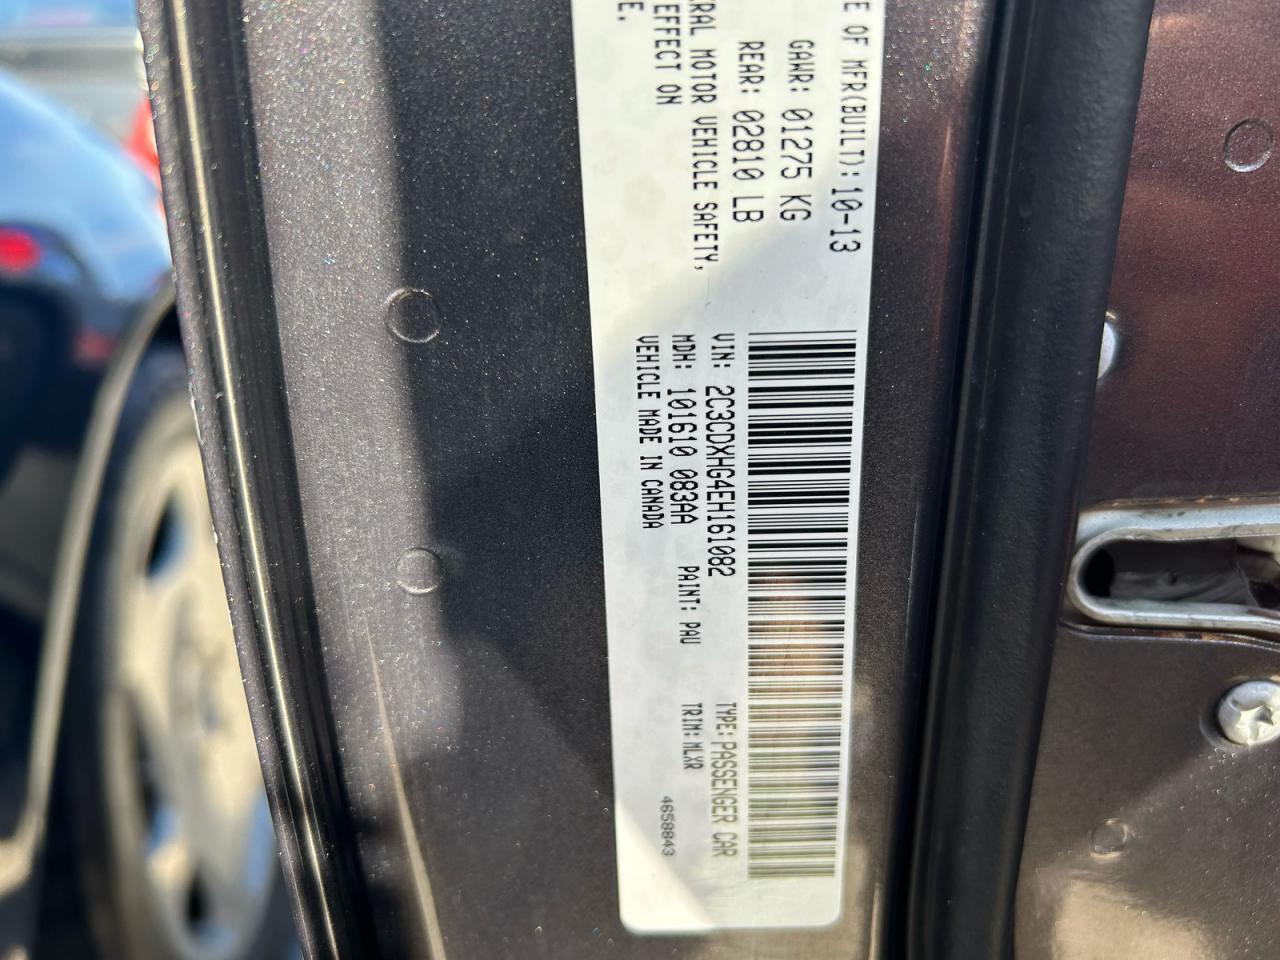 E OF MFR(BUILT): 10-13
GAWR: 01275 KG
REAR: 02810 LB
RAL MOTOR VEHICLE SAFETY,
EFFECT ON
E.
VIN: 2C3CDXHG4EH161082
TYPE: PASSENGER CAR
MDH: 101610 083AA PAINT: PAU TRIM: MLXR
VEHICLE MADE IN CANADA
4658843